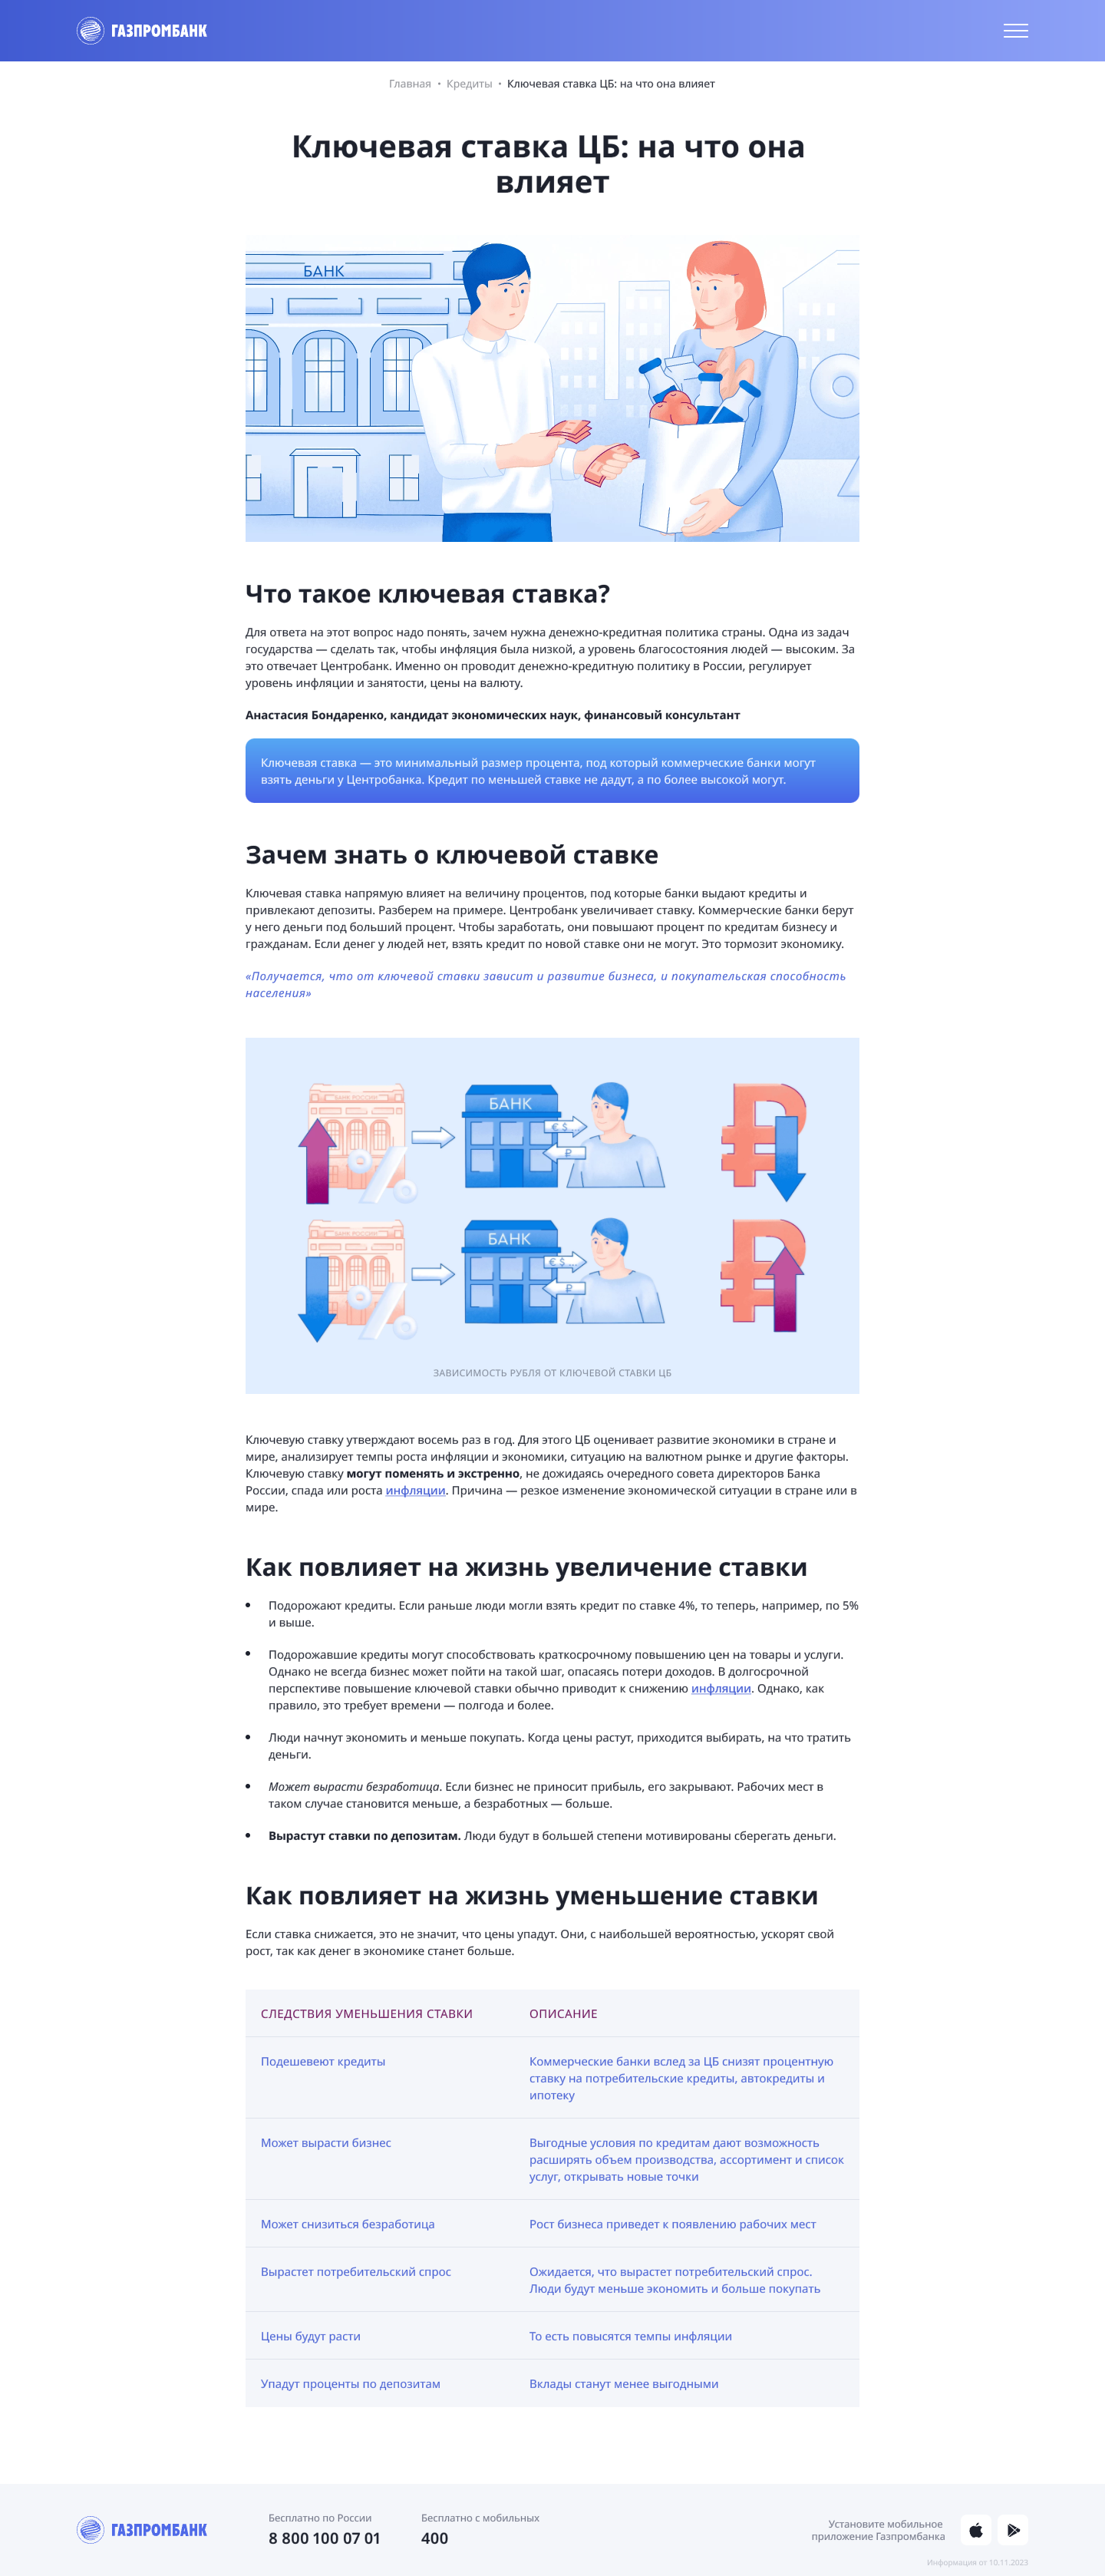 ГАЗПРОМБАНК
Главная • Кредиты • Ключевая ставка ЦБ: на что она влияет
Ключевая ставка ЦБ: на что она
влияет
БАНК
Что такое ключевая ставка?
Для ответа на этот вопрос надо понять, зачем нужна денежно-кредитная политика страны. Одна из задач
государства — сделать так, чтобы инфляция была низкой, а уровень благосостояния людей — высоким. За
это отвечает Центробанк. Именно он проводит денежно-кредитную политику в России, регулирует
уровень инфляции и занятости, цены на валюту.
Анастасия Бондаренко, кандидат экономических наук, финансовый консультант
Ключевая ставка — это минимальный размер процента, под который коммерческие банки могут
взять деньги у Центробанка. Кредит по меньшей ставке не дадут, а по более высокой могут.
Зачем знать о ключевой ставке
Ключевая ставка напрямую влияет на величину процентов, под которые банки выдают кредиты и
привлекают депозиты. Разберем на примере. Центробанк увеличивает ставку. Коммерческие банки берут
у него деньги под больший процент. Чтобы заработать, они повышают процент по кредитам бизнесу и
гражданам. Если денег у людей нет, взять кредит по новой ставке они не могут. Это тормозит экономику.
«Получается, что от ключевой ставки зависит и развитие бизнеса, и покупательская способность
населения»
БАНК РОССИИ
БАНК
€ $
₽
БАНК РОССИИ
БАНК
€ $
₽
ЗАВИСИМОСТЬ РУБЛЯ ОТ КЛЮЧЕВОЙ СТАВКИ ЦБ
Ключевую ставку утверждают восемь раз в год. Для этого ЦБ оценивает развитие экономики в стране и
мире, анализирует темпы роста инфляции и экономики, ситуацию на валютном рынке и другие факторы.
Ключевую ставку могут поменять и экстренно, не дожидаясь очередного совета директоров Банка
России, спада или роста инфляции. Причина — резкое изменение экономической ситуации в стране или в
мире.
Как повлияет на жизнь увеличение ставки
• Подорожают кредиты. Если раньше люди могли взять кредит по ставке 4%, то теперь, например, по 5%
и выше.
• Подорожавшие кредиты могут способствовать краткосрочному повышению цен на товары и услуги.
Однако не всегда бизнес может пойти на такой шаг, опасаясь потери доходов. В долгосрочной
перспективе повышение ключевой ставки обычно приводит к снижению инфляции. Однако, как
правило, это требует времени — полгода и более.
• Люди начнут экономить и меньше покупать. Когда цены растут, приходится выбирать, на что тратить
деньги.
• Может вырасти безработица. Если бизнес не приносит прибыль, его закрывают. Рабочих мест в
таком случае становится меньше, а безработных — больше.
• Вырастут ставки по депозитам. Люди будут в большей степени мотивированы сберегать деньги.
Как повлияет на жизнь уменьшение ставки
Если ставка снижается, это не значит, что цены упадут. Они, с наибольшей вероятностью, ускорят свой
рост, так как денег в экономике станет больше.
СЛЕДСТВИЯ УМЕНЬШЕНИЯ СТАВКИ ОПИСАНИЕ
Подешевеют кредиты Коммерческие банки вслед за ЦБ снизят процентную
ставку на потребительские кредиты, автокредиты и
ипотеку
Может вырасти бизнес Выгодные условия по кредитам дают возможность
расширять объем производства, ассортимент и список
услуг, открывать новые точки
Может снизиться безработица Рост бизнеса приведет к появлению рабочих мест
Вырастет потребительский спрос Ожидается, что вырастет потребительский спрос.
Люди будут меньше экономить и больше покупать
Цены будут расти То есть повысятся темпы инфляции
Упадут проценты по депозитам Вклады станут менее выгодными
ГАЗПРОМБАНК
Бесплатно по России
8 800 100 07 01
Бесплатно с мобильных
400
Установите мобильное
приложение Газпромбанка
Информация от 10.11.2023